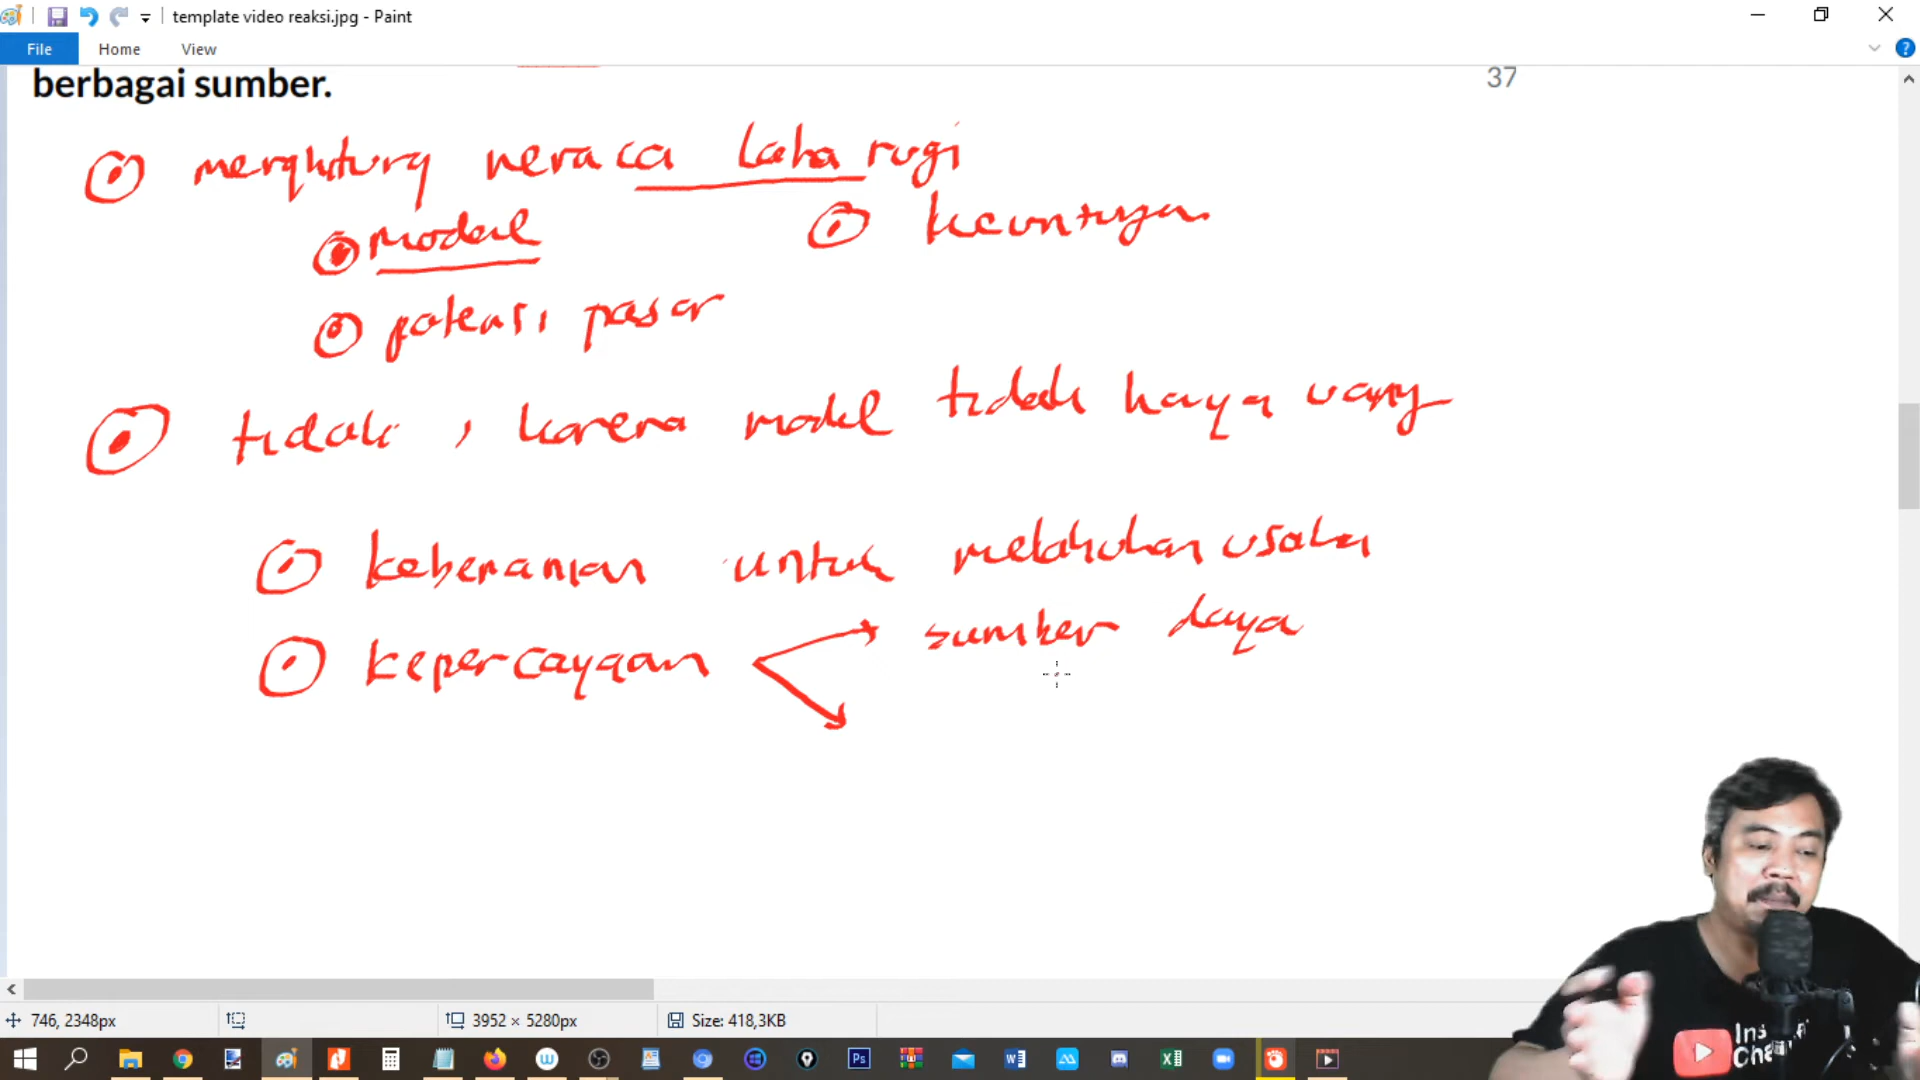 template video reaksi.jpg - Paint
File Home View
berbagai sumber.
37
menghitung neraca laba rugi
modal
keuntungan
potensi pasar
tidak, karena modal tidak hanya uang
keberanian untuk melakukan usaha
kepercayaan
sumber daya
746, 2348px
3952 × 5280px
Size: 418,3KB